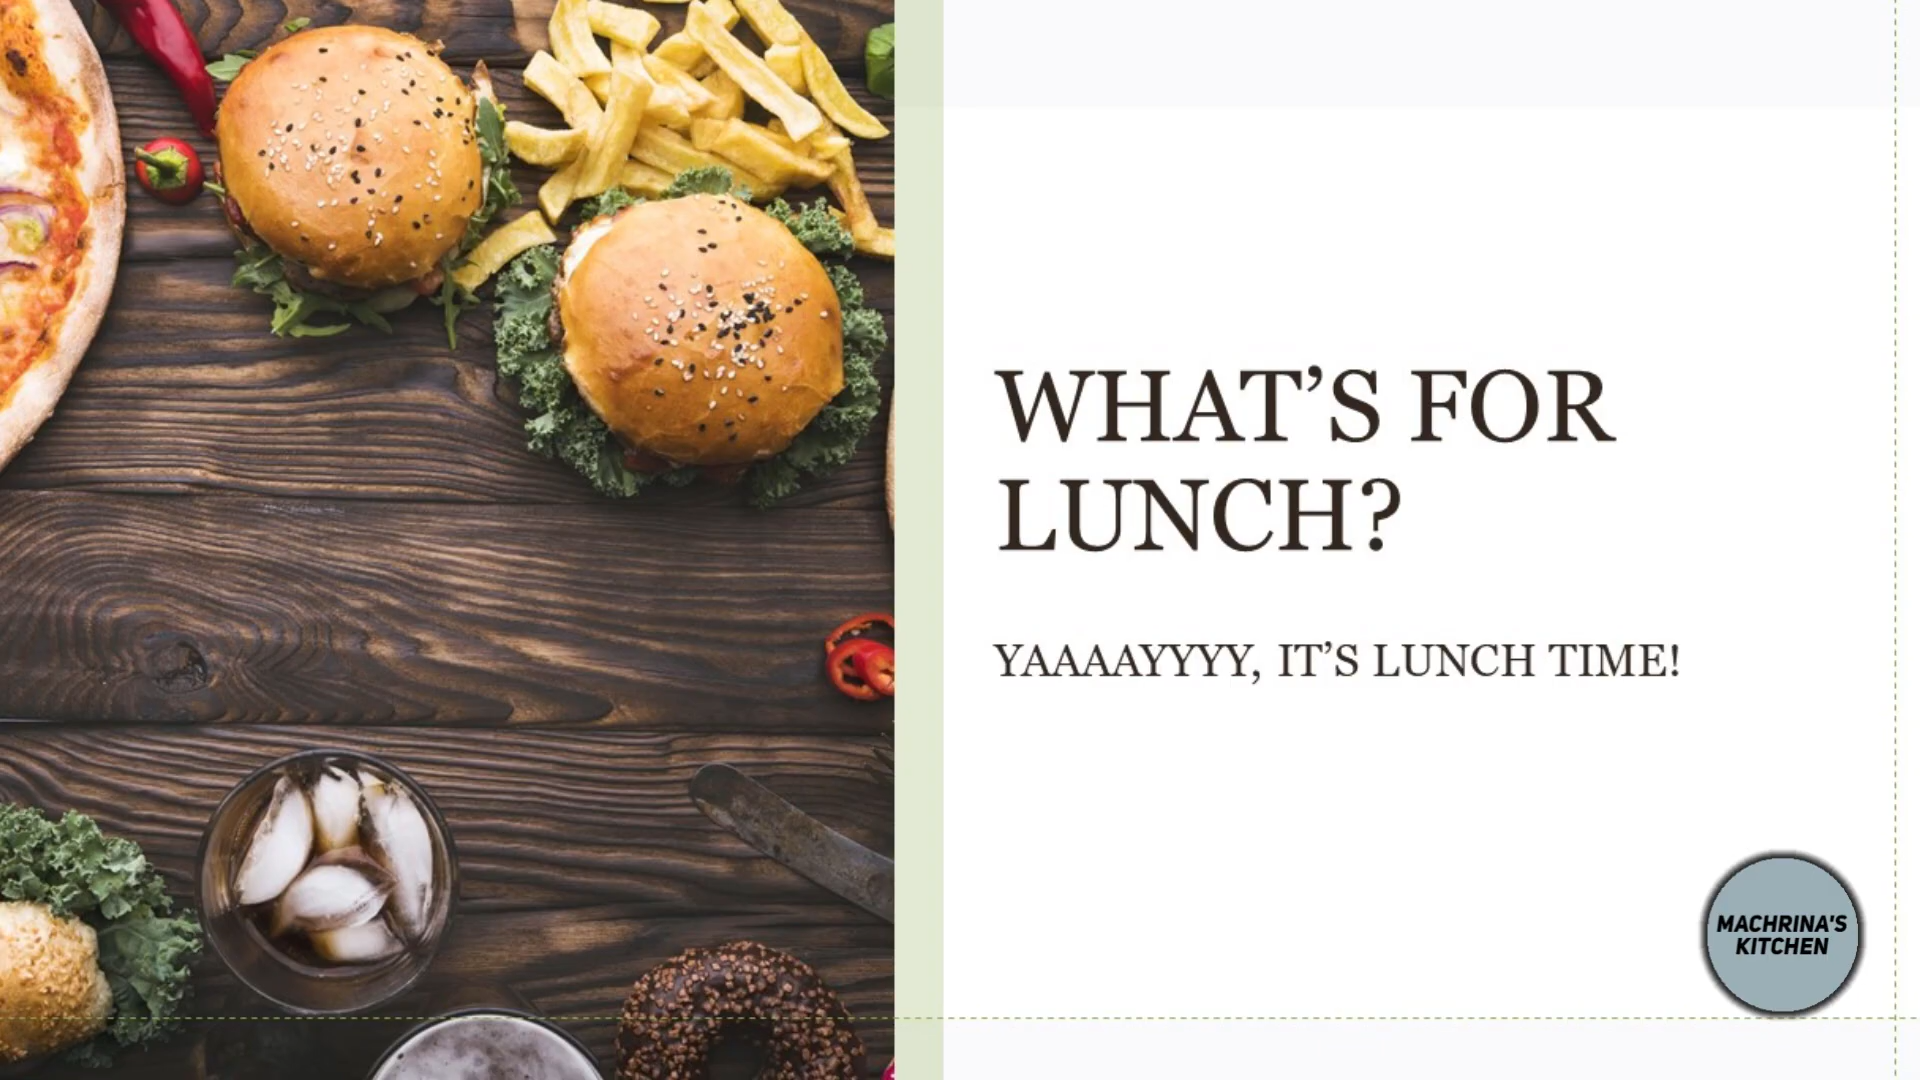 WHAT’S FOR
LUNCH?
YAAAAYYYY, IT’S LUNCH TIME!
MACHRINA'S
KITCHEN